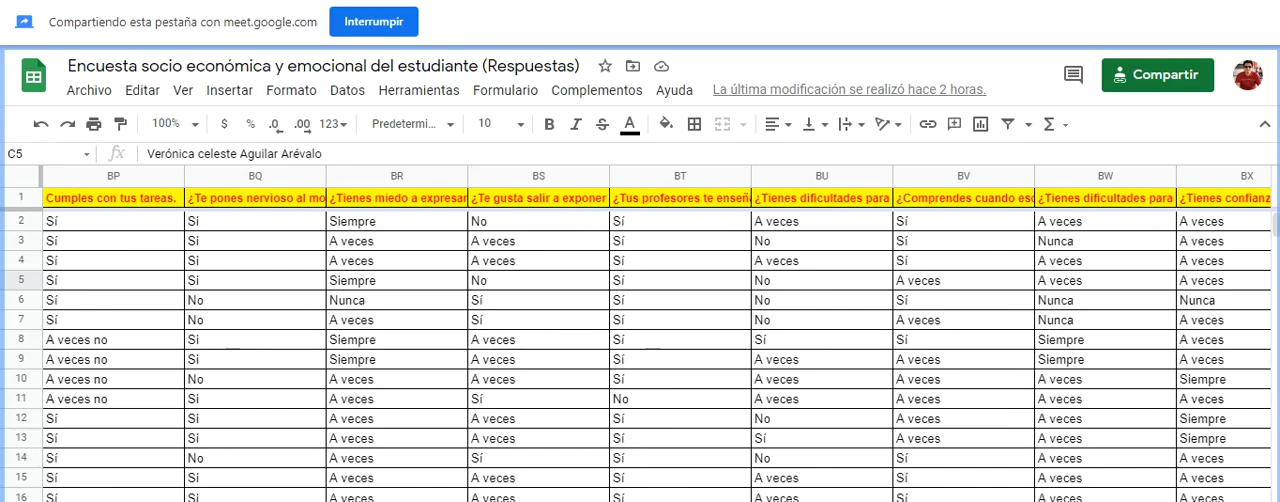 Compartiendo esta pestaña con meet.google.com Interrumpir
Encuesta socio económica y emocional del estudiante (Respuestas)
Compartir
Archivo Editar Ver Insertar Formato Datos Herramientas Formulario Complementos Ayuda La última modificación se realizó hace 2 horas.
100% $ % .0 .00 123 Predetermi... 10 B I S A
C5 fx Verónica celeste Aguilar Arévalo
BP BQ BR BS BT BU BV BW BX
1 Cumples con tus tareas. ¿Te pones nervioso al mo ¿Tienes miedo a expresar ¿Te gusta salir a exponer ¿Tus profesores te enseñ ¿Tienes dificultades para ¿Comprendes cuando esc ¿Tienes dificultades para ¿Tienes confianz
2 Sí Si Siempre No Sí A veces Sí A veces A veces
3 Sí Si A veces A veces Sí No Sí Nunca A veces
4 Sí Si A veces A veces Sí A veces Sí A veces A veces
5 Sí Si Siempre No Sí No A veces A veces A veces
6 Sí No Nunca Sí Sí No Sí Nunca Nunca
7 Sí No A veces Sí Sí No A veces Nunca A veces
8 A veces no Si Siempre A veces Sí Sí Sí Siempre A veces
9 A veces no Si Siempre A veces Sí A veces A veces Siempre A veces
10 A veces no No A veces A veces Sí A veces A veces A veces Siempre
11 A veces no Si A veces Sí No A veces A veces A veces A veces
12 Sí Si A veces A veces Sí No A veces A veces Siempre
13 Sí Si A veces A veces Sí Sí A veces A veces Siempre
14 Sí No A veces Sí Sí No Sí A veces A veces
15 Sí Si A veces A veces Sí A veces Sí A veces A veces
16 Sí Si A veces A veces Sí A veces Sí A veces A veces